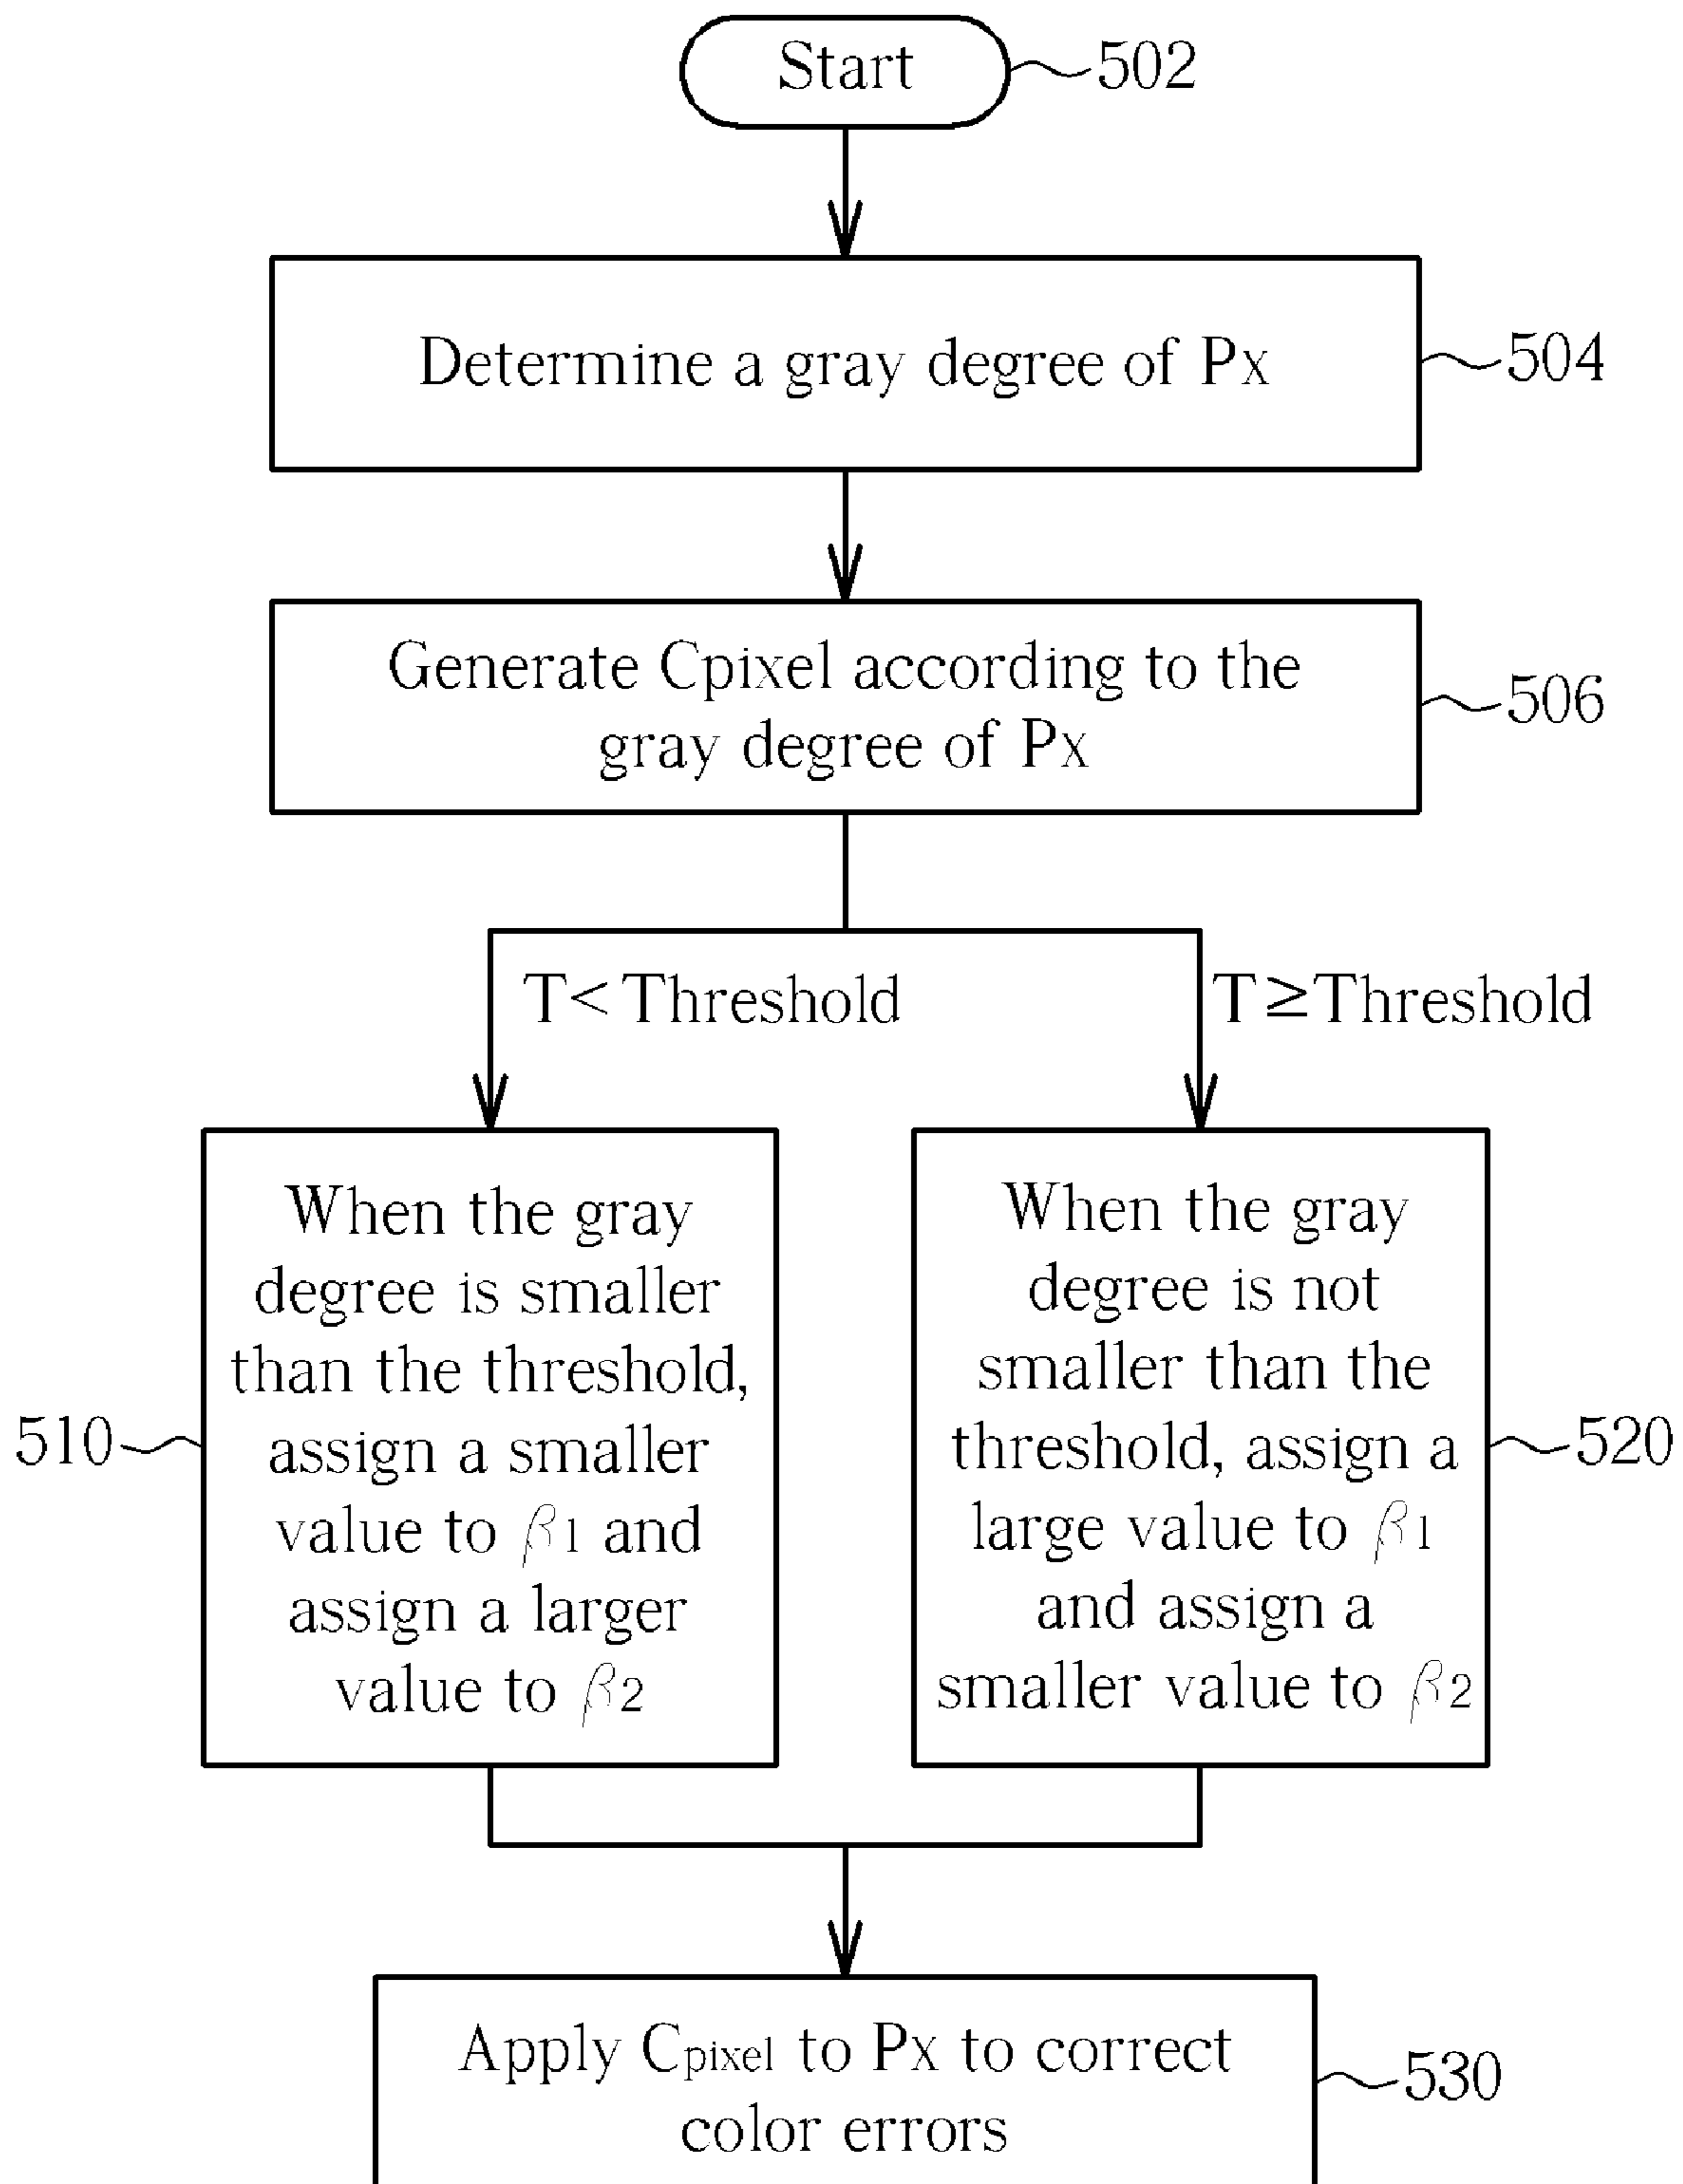 Start
502
Determine a gray degree of PX
504
Generate Cpixel according to the
gray degree of PX
506
T< Threshold
T≥Threshold
When the gray
degree is smaller
than the threshold,
assign a smaller
value to β1 and
assign a larger
value to β2
510
When the gray
degree is not
smaller than the
threshold, assign a
large value to β1
and assign a
smaller value to β2
520
Apply Cpixel to PX to correct
color errors
530